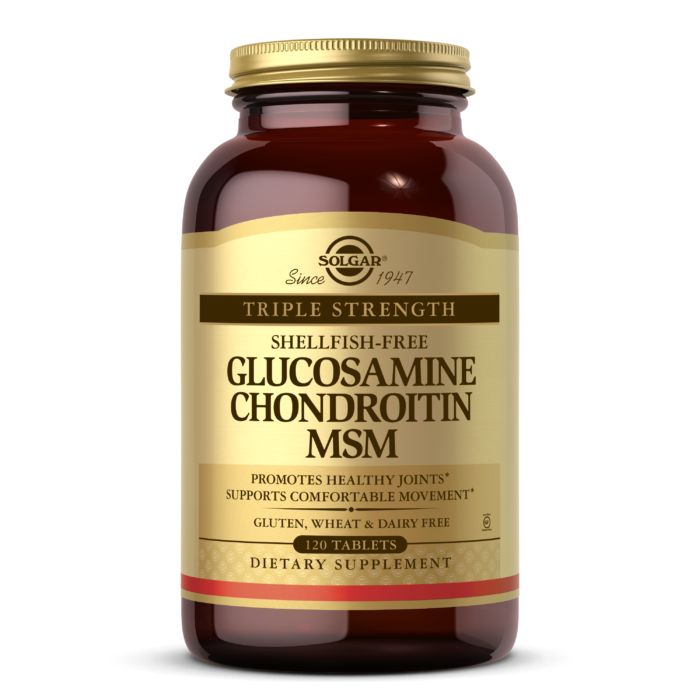 SOLGAR®
Since 1947
TRIPLE STRENGTH
SHELLFISH-FREE
GLUCOSAMINE
CHONDROITIN
MSM
PROMOTES HEALTHY JOINTS*
SUPPORTS COMFORTABLE MOVEMENT*
GLUTEN, WHEAT & DAIRY FREE
120 TABLETS
DIETARY SUPPLEMENT